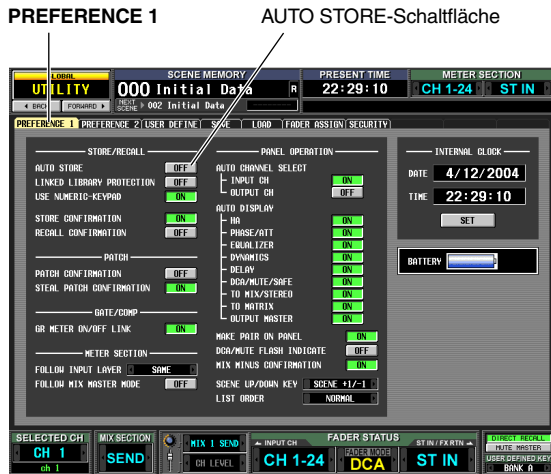 PREFERENCE 1
AUTO STORE-Schaltfläche
GLOBAL
UTILITY
BACK
FORWARD
SCENE MEMORY
000 Initial Data
R
NEXT SCENE
002 Initial Data
PRESENT TIME
22:29:10
METER SECTION
CH 1-24
ST IN
PREFERENCE 1
PREFERENCE 2
USER DEFINE
SAVE
LOAD
FADER ASSIGN
SECURITY
STORE/RECALL
AUTO STORE OFF
LINKED LIBRARY PROTECTION OFF
USE NUMERIC-KEYPAD ON
STORE CONFIRMATION ON
RECALL CONFIRMATION OFF
PATCH
PATCH CONFIRMATION OFF
STEAL PATCH CONFIRMATION ON
GATE/COMP
GR METER ON/OFF LINK ON
METER SECTION
FOLLOW INPUT LAYER SAME
FOLLOW MIX MASTER MODE OFF
PANEL OPERATION
AUTO CHANNEL SELECT
INPUT CH ON
OUTPUT CH OFF
AUTO DISPLAY
HA ON
PHASE/ATT ON
EQUALIZER ON
DYNAMICS ON
DELAY ON
DCA/MUTE/SAFE ON
TO MIX/STEREO ON
TO MATRIX ON
OUTPUT MASTER ON
MAKE PAIR ON PANEL ON
DCA/MUTE FLASH INDICATE OFF
MIX MINUS CONFIRMATION ON
SCENE UP/DOWN KEY SCENE +1/-1
LIST ORDER NORMAL
INTERNAL CLOCK
DATE 4/12/2004
TIME 22:29:10
SET
BATTERY
SELECTED CH
CH 1
ch 1
MIX SECTION
SEND
MIX 1 SEND
CH LEVEL
FADER STATUS
INPUT CH
CH 1-24
FADER MODE
DCA
ST IN / FX RTN
ST IN
DIRECT RECALL
MUTE MASTER
USER DEFINED KEY
BANK A